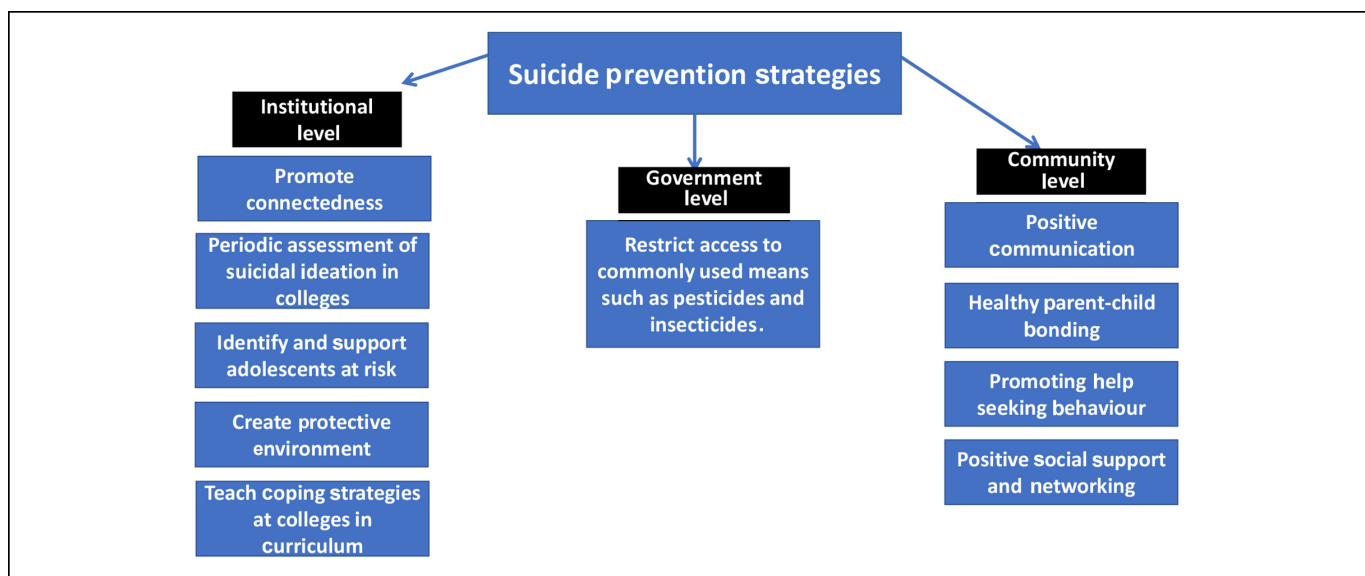 Suicide prevention strategies
Institutional
level
Promote
connectedness
Periodic assessment of
suicidal ideation in
colleges
Identify and support
adolescents at risk
Create protective
environment
Teach coping strategies
at colleges in
curriculum
Government
level
Restrict access to
commonly used means
such as pesticides and
insecticides.
Community
level
Positive
communication
Healthy parent-child
bonding
Promoting help
seeking behaviour
Positive social support
and networking